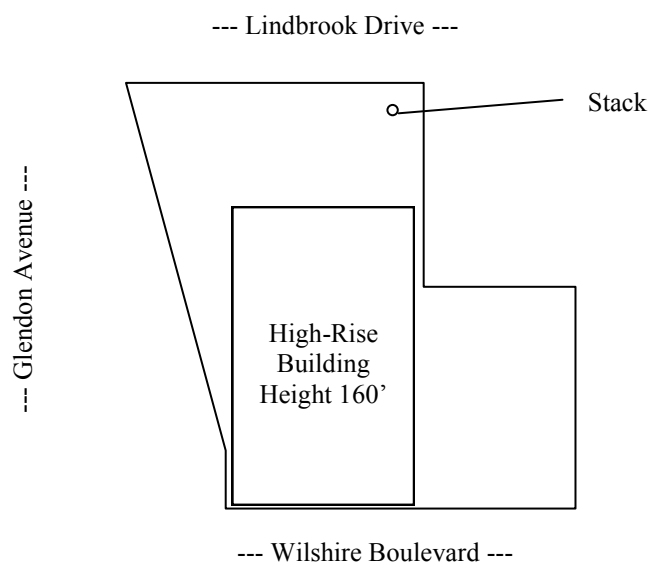 --- Lindbrook Drive ---
Stack
--- Glendon Avenue ---
High-Rise
Building
Height 160’
--- Wilshire Boulevard ---